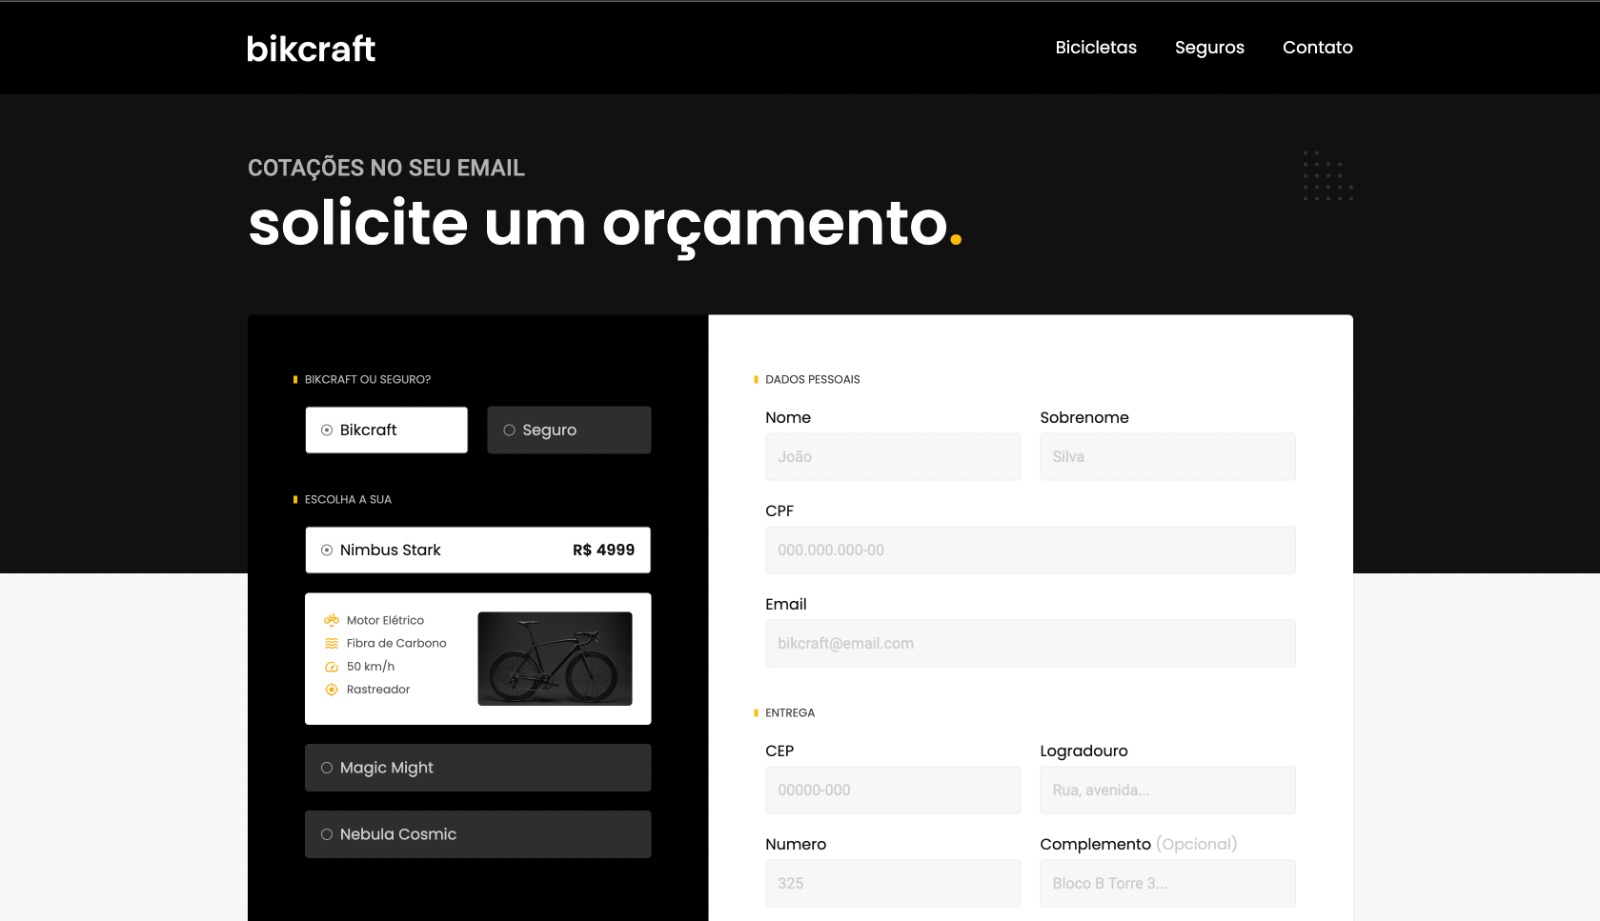 bikcraft
Bicicletas Seguros Contato
COTAÇÕES NO SEU EMAIL
solicite um orçamento.
BIKCRAFT OU SEGURO?
Bikcraft Seguro
ESCOLHA A SUA
Nimbus Stark R$ 4999
Motor Elétrico
Fibra de Carbono
50 km/h
Rastreador
Magic Might
Nebula Cosmic
DADOS PESSOAIS
Nome Sobrenome
João Silva
CPF
000.000.000-00
Email
bikcraft@email.com
ENTREGA
CEP Logradouro
00000-000 Rua, avenida...
Numero Complemento (Opcional)
325 Bloco B Torre 3...